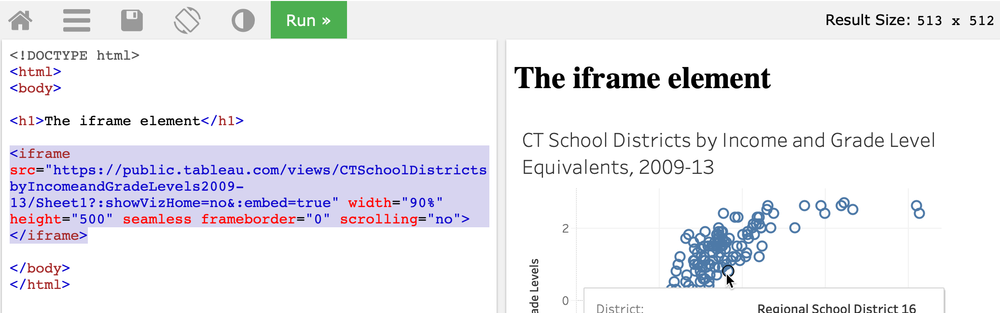 Run »
Result Size: 513 x 512
<!DOCTYPE html>
<html>
<body>
<h1>The iframe element</h1>
<iframe
src="https://public.tableau.com/views/CTSchoolDistricts
byIncomeandGradeLevels2009-
13/Sheet1?:showVizHome=no&:embed=true" width="90%"
height="500" seamless frameborder="0" scrolling="no">
</iframe>
</body>
</html>
The iframe element
CT School Districts by Income and Grade Level
Equivalents, 2009-13
2
0
Levels
District:
Regional School District 16